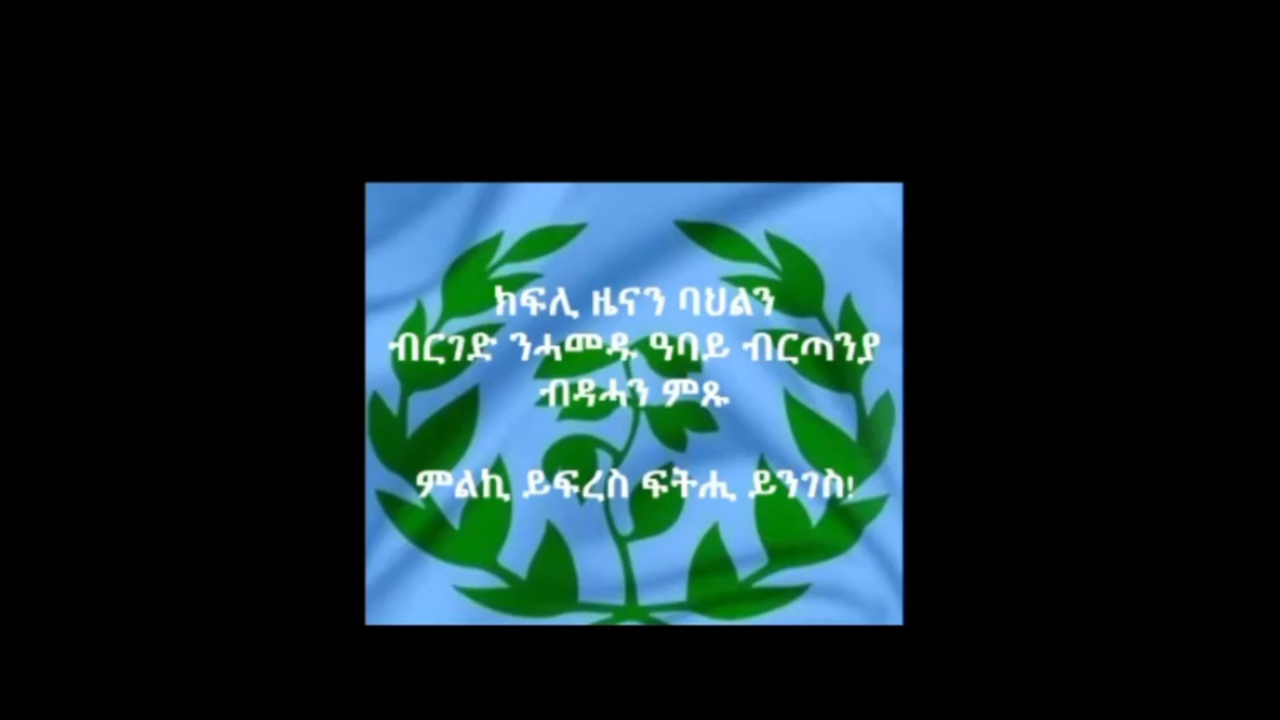 ክፍሊ ዜናን ባህልን
ብርገድ ንሓመዱ ዓባይ ብርጣንያ
ብዳሓን ምጹ
ምልኪ ይፍረስ ፍትሒ ይንገስ!